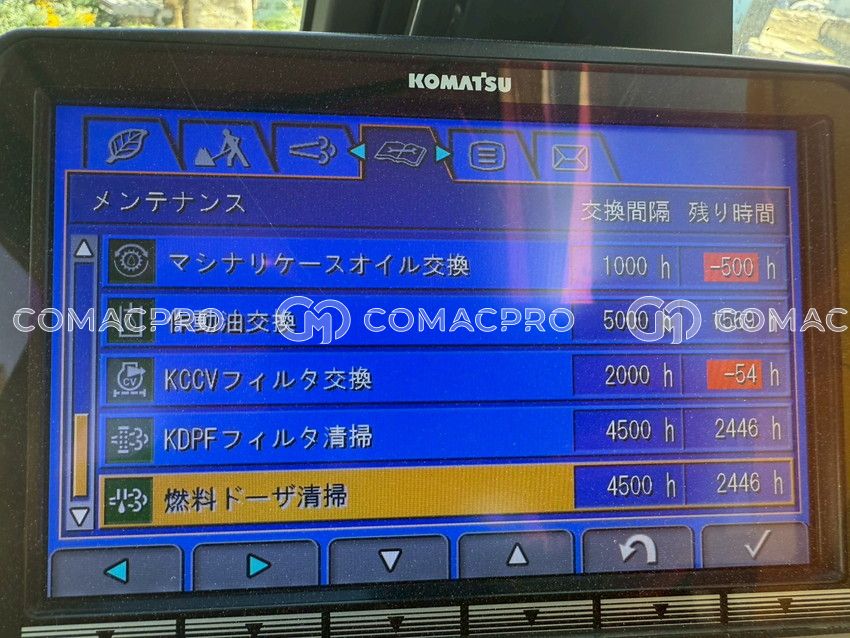 KOMATSU
メンテナンス 交換間隔 残り時間
マシナリケースオイル交換 1000 h -500 h
作動油交換 5000 h 1569 h
COMACPRO COMACPRO COMAC
CV KCCVフィルタ交換 2000 h -54 h
KDPFフィルタ清掃 4500 h 2446 h
燃料ドーザ清掃 4500 h 2446 h